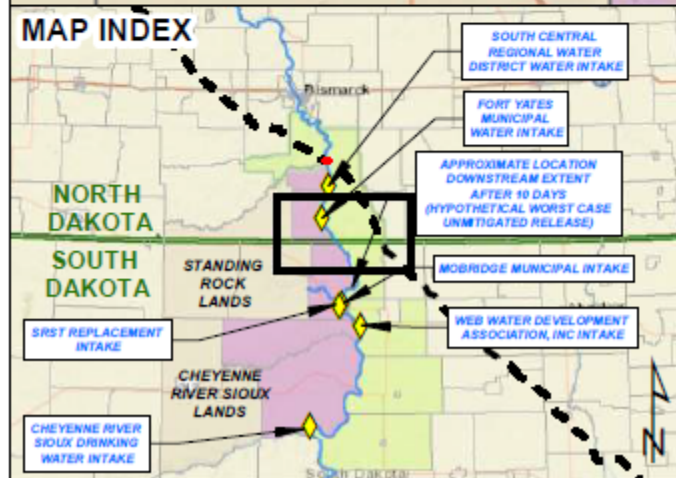 MAP INDEX
SOUTH CENTRAL
REGIONAL WATER
DISTRICT WATER INTAKE
Bismarck
FORT YATES
MUNICIPAL
WATER INTAKE
APPROXIMATE LOCATION
DOWNSTREAM EXTENT
AFTER 10 DAYS
(HYPOTHETICAL WORST CASE
UNMITIGATED RELEASE)
NORTH
DAKOTA
SOUTH
DAKOTA
STANDING
ROCK
LANDS
MOBRIDGE MUNICIPAL INTAKE
SRST REPLACEMENT
INTAKE
WEB WATER DEVELOPMENT
ASSOCIATION, INC INTAKE
CHEYENNE
RIVER SIOUX
LANDS
CHEYENNE RIVER
SIOUX DRINKING
WATER INTAKE
N
South Dakota